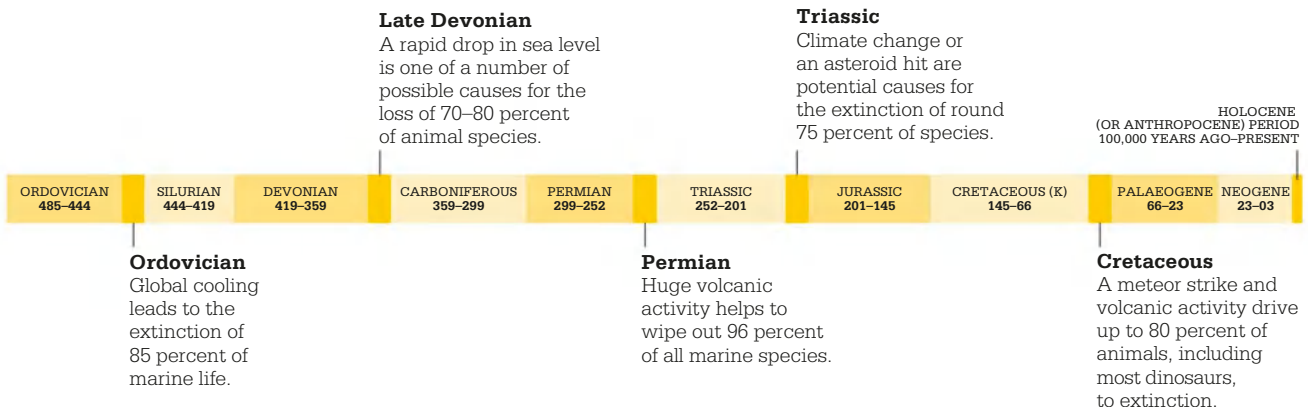 Late Devonian
A rapid drop in sea level
is one of a number of
possible causes for the
loss of 70–80 percent
of animal species.
Triassic
Climate change or
an asteroid hit are
potential causes for
the extinction of round
75 percent of species.
HOLOCENE
(OR ANTHROPOCENE) PERIOD
100,000 YEARS AGO–PRESENT
ORDOVICIAN
485–444
SILURIAN
444–419
DEVONIAN
419–359
CARBONIFEROUS
359–299
PERMIAN
299–252
TRIASSIC
252–201
JURASSIC
201–145
CRETACEOUS (K)
145–66
PALAEOGENE
66–23
NEOGENE
23–03
Ordovician
Global cooling
leads to the
extinction of
85 percent of
marine life.
Permian
Huge volcanic
activity helps to
wipe out 96 percent
of all marine species.
Cretaceous
A meteor strike and
volcanic activity drive
up to 80 percent of
animals, including
most dinosaurs,
to extinction.